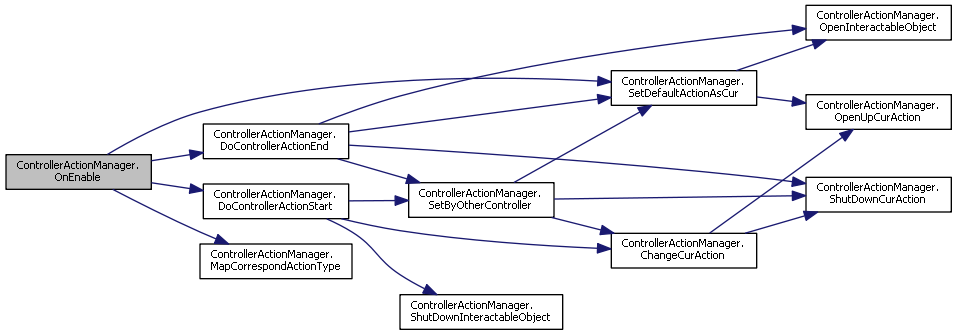 ControllerActionManager.
OnEnable
ControllerActionManager.
DoControllerActionEnd
ControllerActionManager.
DoControllerActionStart
ControllerActionManager.
MapCorrespondActionType
ControllerActionManager.
SetByOtherController
ControllerActionManager.
ShutDownInteractableObject
ControllerActionManager.
SetDefaultActionAsCur
ControllerActionManager.
ChangeCurAction
ControllerActionManager.
OpenInteractableObject
ControllerActionManager.
OpenUpCurAction
ControllerActionManager.
ShutDownCurAction